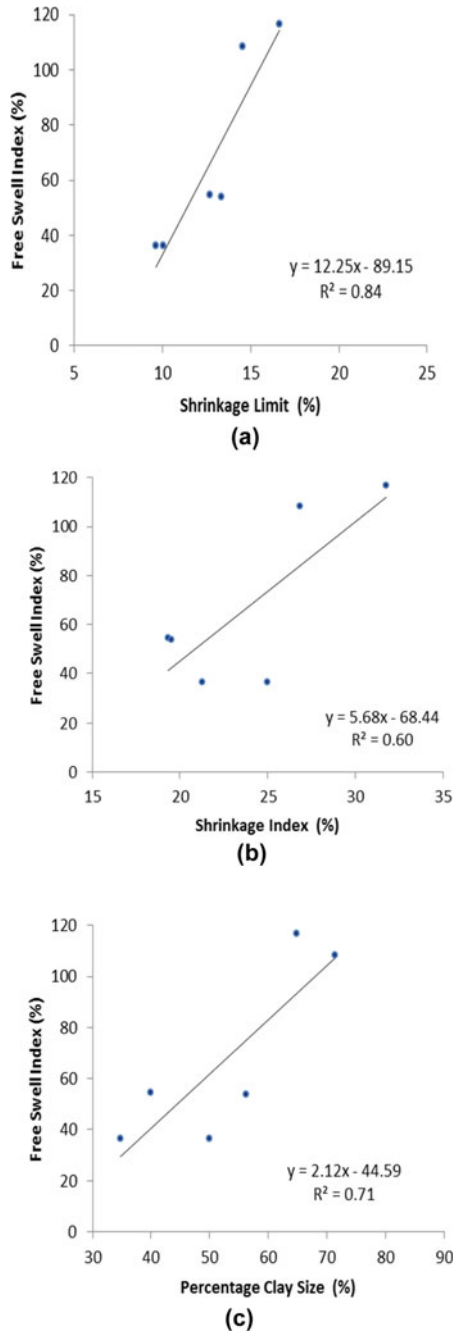 120
100
80
60
40
20
0
Free Swell Index (%)
y = 12.25x - 89.15
R² = 0.84
5 10 15 20 25
Shrinkage Limit (%)
(a)
120
100
80
60
40
20
0
Free Swell Index (%)
y = 5.68x - 68.44
R² = 0.60
15 20 25 30 35
Shrinkage Index (%)
(b)
120
100
80
60
40
20
0
Free Swell Index (%)
y = 2.12x - 44.59
R² = 0.71
30 40 50 60 70 80 90
Percentage Clay Size (%)
(c)